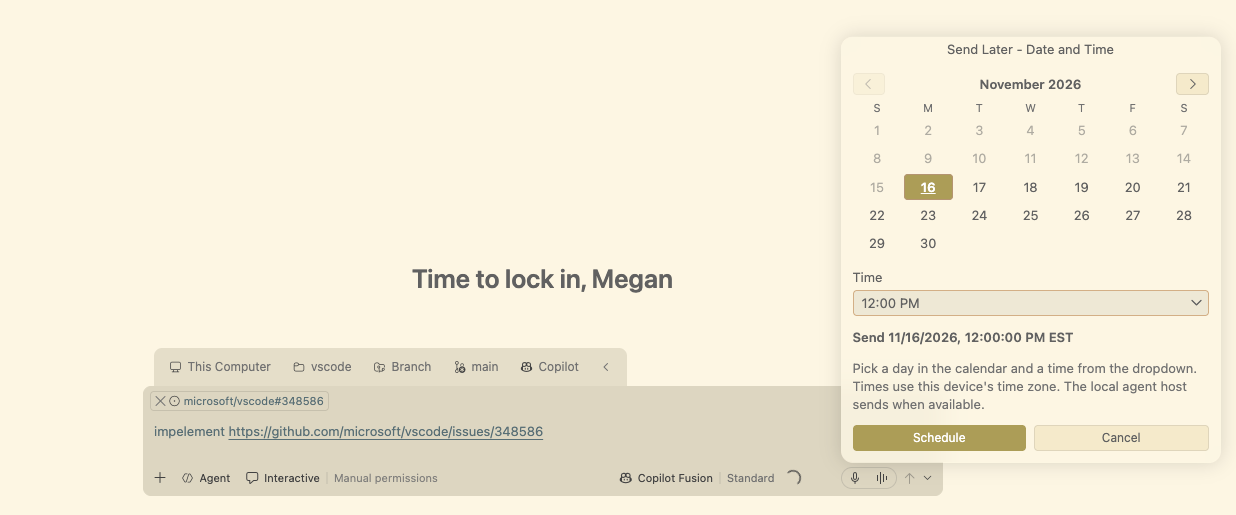 Send Later - Date and Time
November 2026
S M T W T F S
1 2 3 4 5 6 7
8 9 10 11 12 13 14
15 16 17 18 19 20 21
22 23 24 25 26 27 28
29 30
Time
12:00 PM
Send 11/16/2026, 12:00:00 PM EST
Pick a day in the calendar and a time from the dropdown.
Times use this device's time zone. The local agent host
sends when available.
Schedule Cancel
Time to lock in, Megan
This Computer vscode Branch main Copilot
microsoft/vscode#348586
impelement https://github.com/microsoft/vscode/issues/348586
Agent Interactive Manual permissions Copilot Fusion Standard